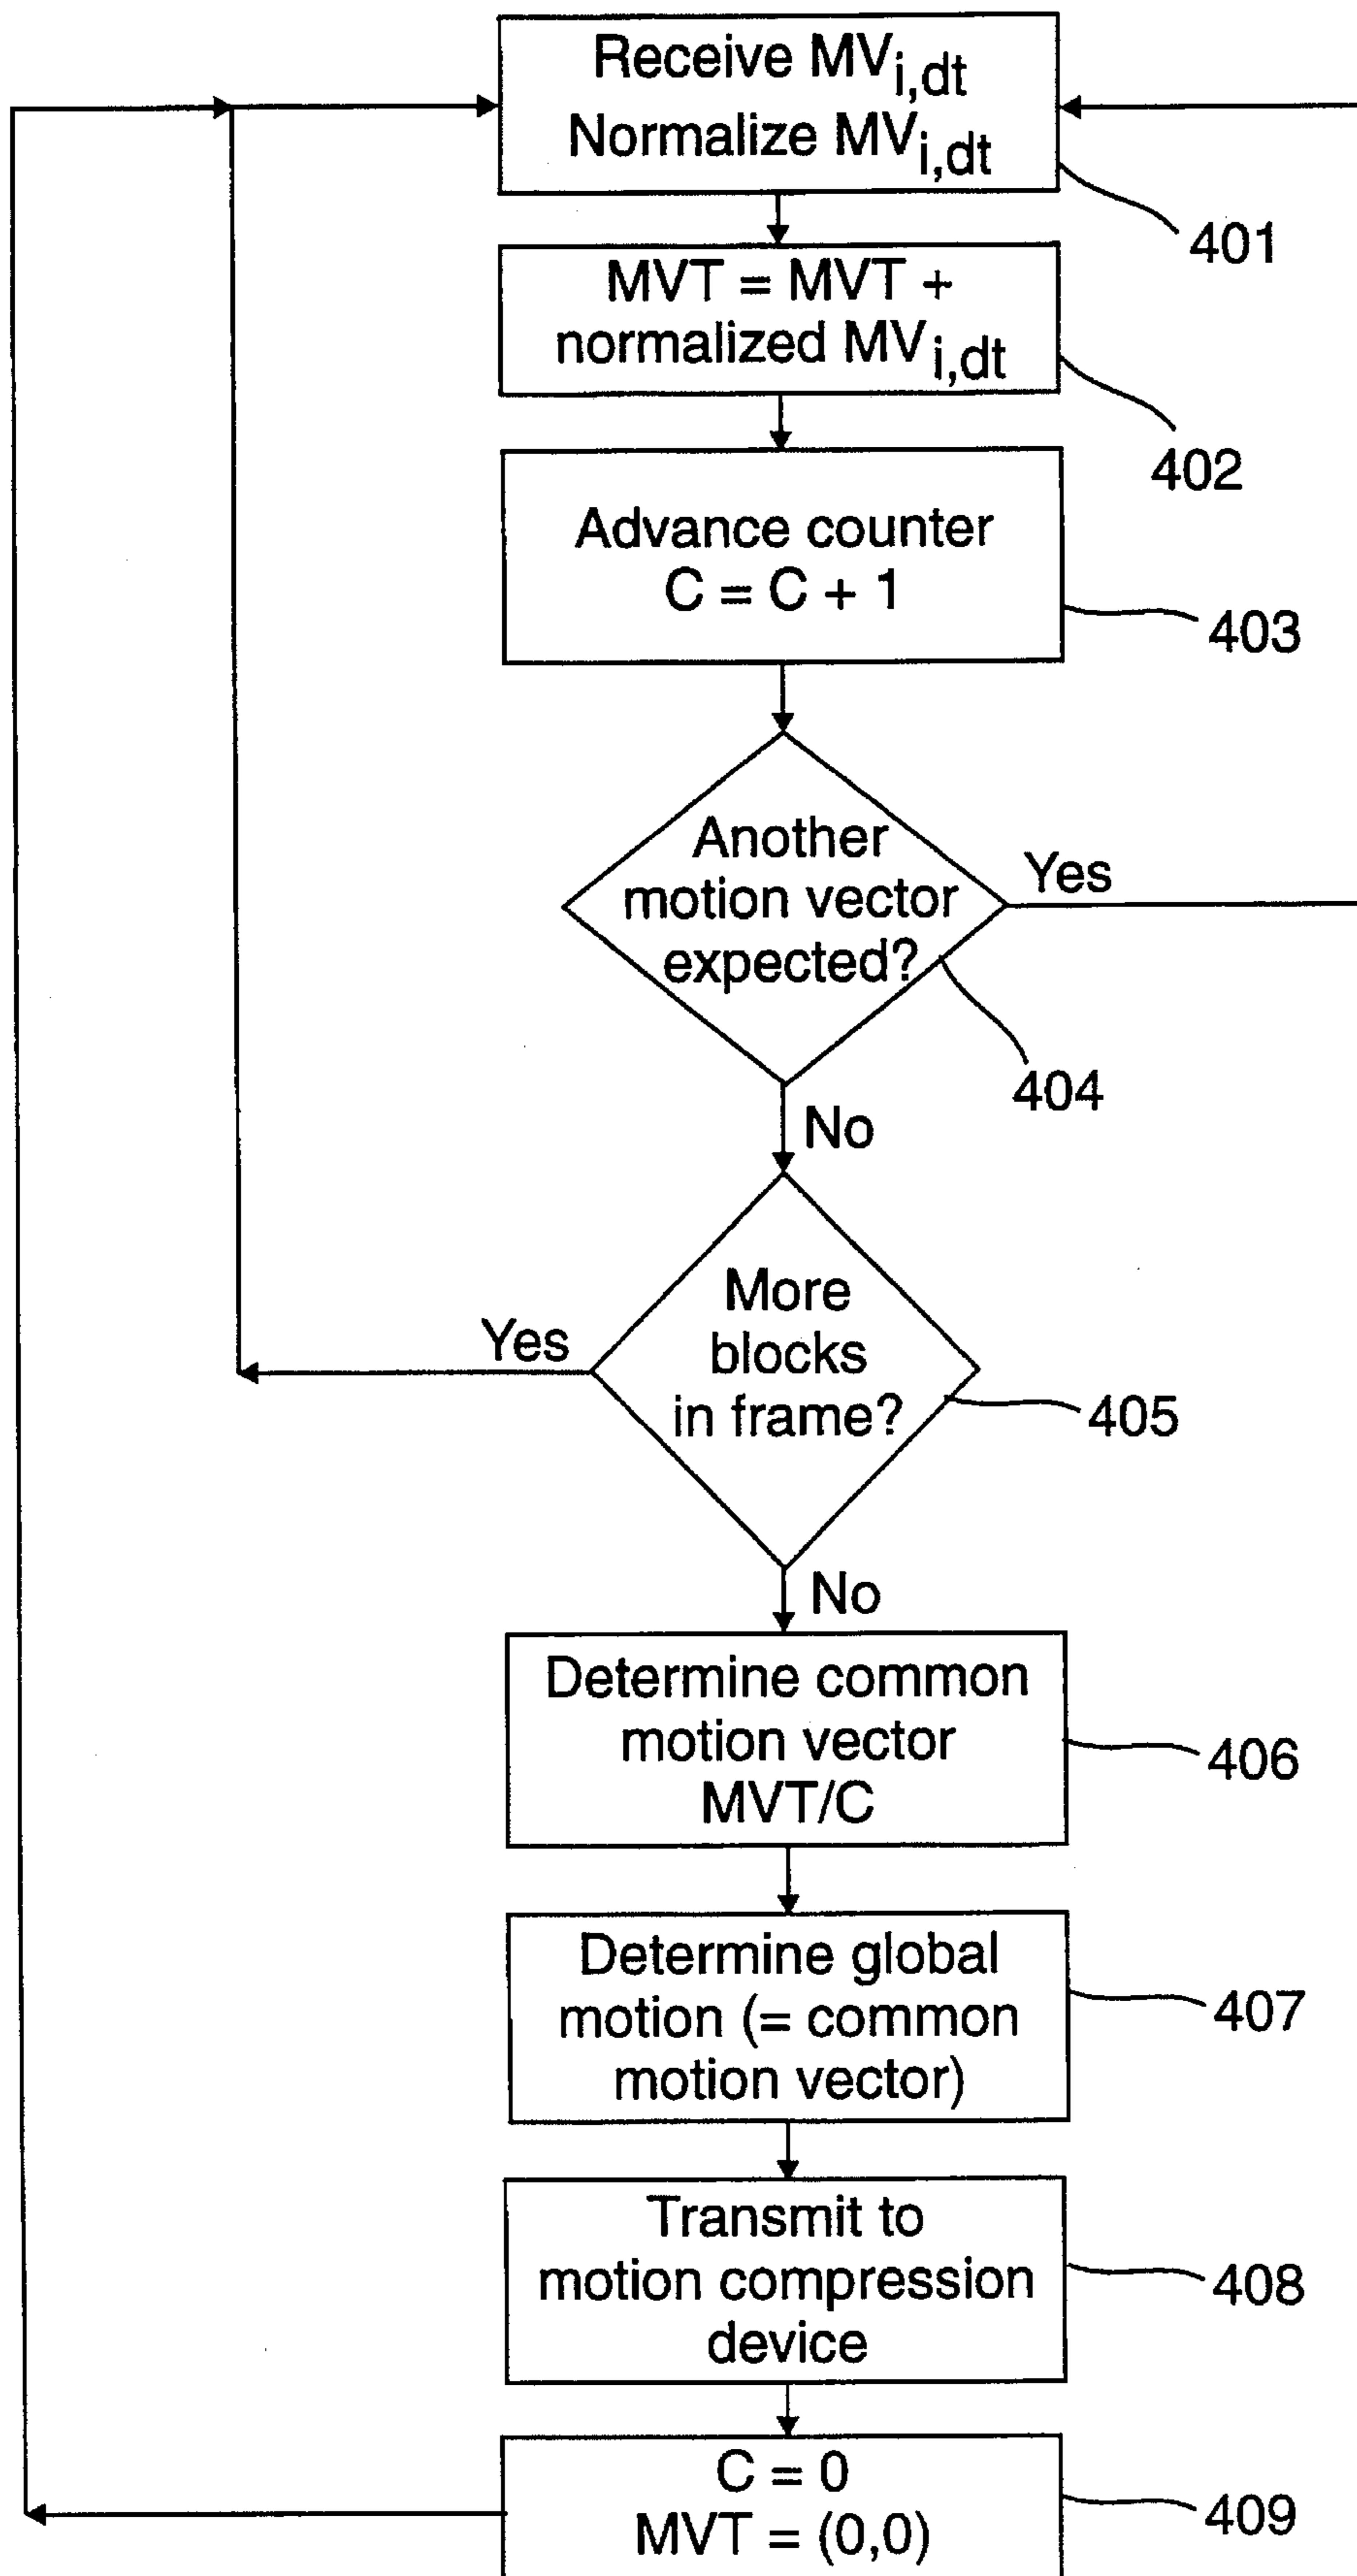 Receive MVi,dt
Normalize MVi,dt
401
MVT = MVT +
normalized MVi,dt
402
Advance counter
C = C + 1
403
Another
motion vector
expected?
Yes
404
No
More
blocks
in frame?
Yes
405
No
Determine common
motion vector
MVT/C
406
Determine global
motion (= common
motion vector)
407
Transmit to
motion compression
device
408
C = 0
MVT = (0,0)
409